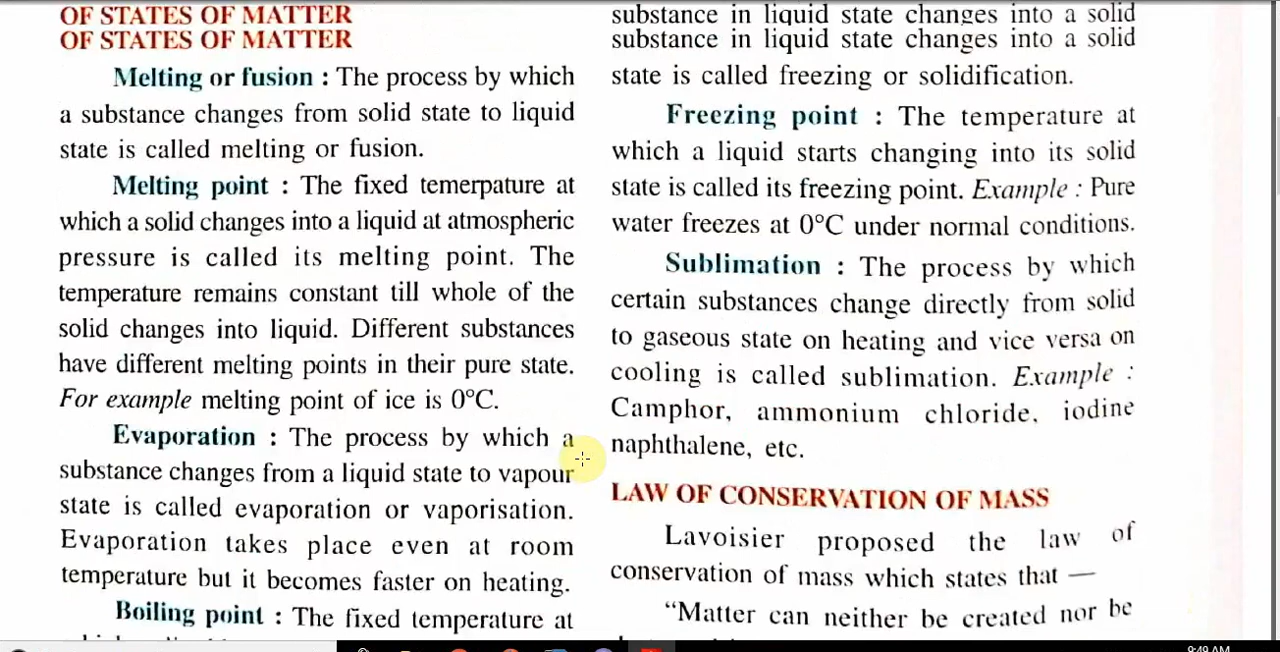 OF STATES OF MATTER
OF STATES OF MATTER
Melting or fusion : The process by which
a substance changes from solid state to liquid
state is called melting or fusion.
Melting point : The fixed temerpature at
which a solid changes into a liquid at atmospheric
pressure is called its melting point. The
temperature remains constant till whole of the
solid changes into liquid. Different substances
have different melting points in their pure state.
For example melting point of ice is 0°C.
Evaporation : The process by which a
substance changes from a liquid state to vapour
state is called evaporation or vaporisation.
Evaporation takes place even at room
temperature but it becomes faster on heating.
Boiling point : The fixed temperature at
substance in liquid state changes into a solid
substance in liquid state changes into a solid
state is called freezing or solidification.
Freezing point : The temperature at
which a liquid starts changing into its solid
state is called its freezing point. Example : Pure
water freezes at 0°C under normal conditions.
Sublimation : The process by which
certain substances change directly from solid
to gaseous state on heating and vice versa on
cooling is called sublimation. Example :
Camphor, ammonium chloride, iodine
naphthalene, etc.
LAW OF CONSERVATION OF MASS
Lavoisier proposed the law of
conservation of mass which states that —
“Matter can neither be created nor be
9:49 AM